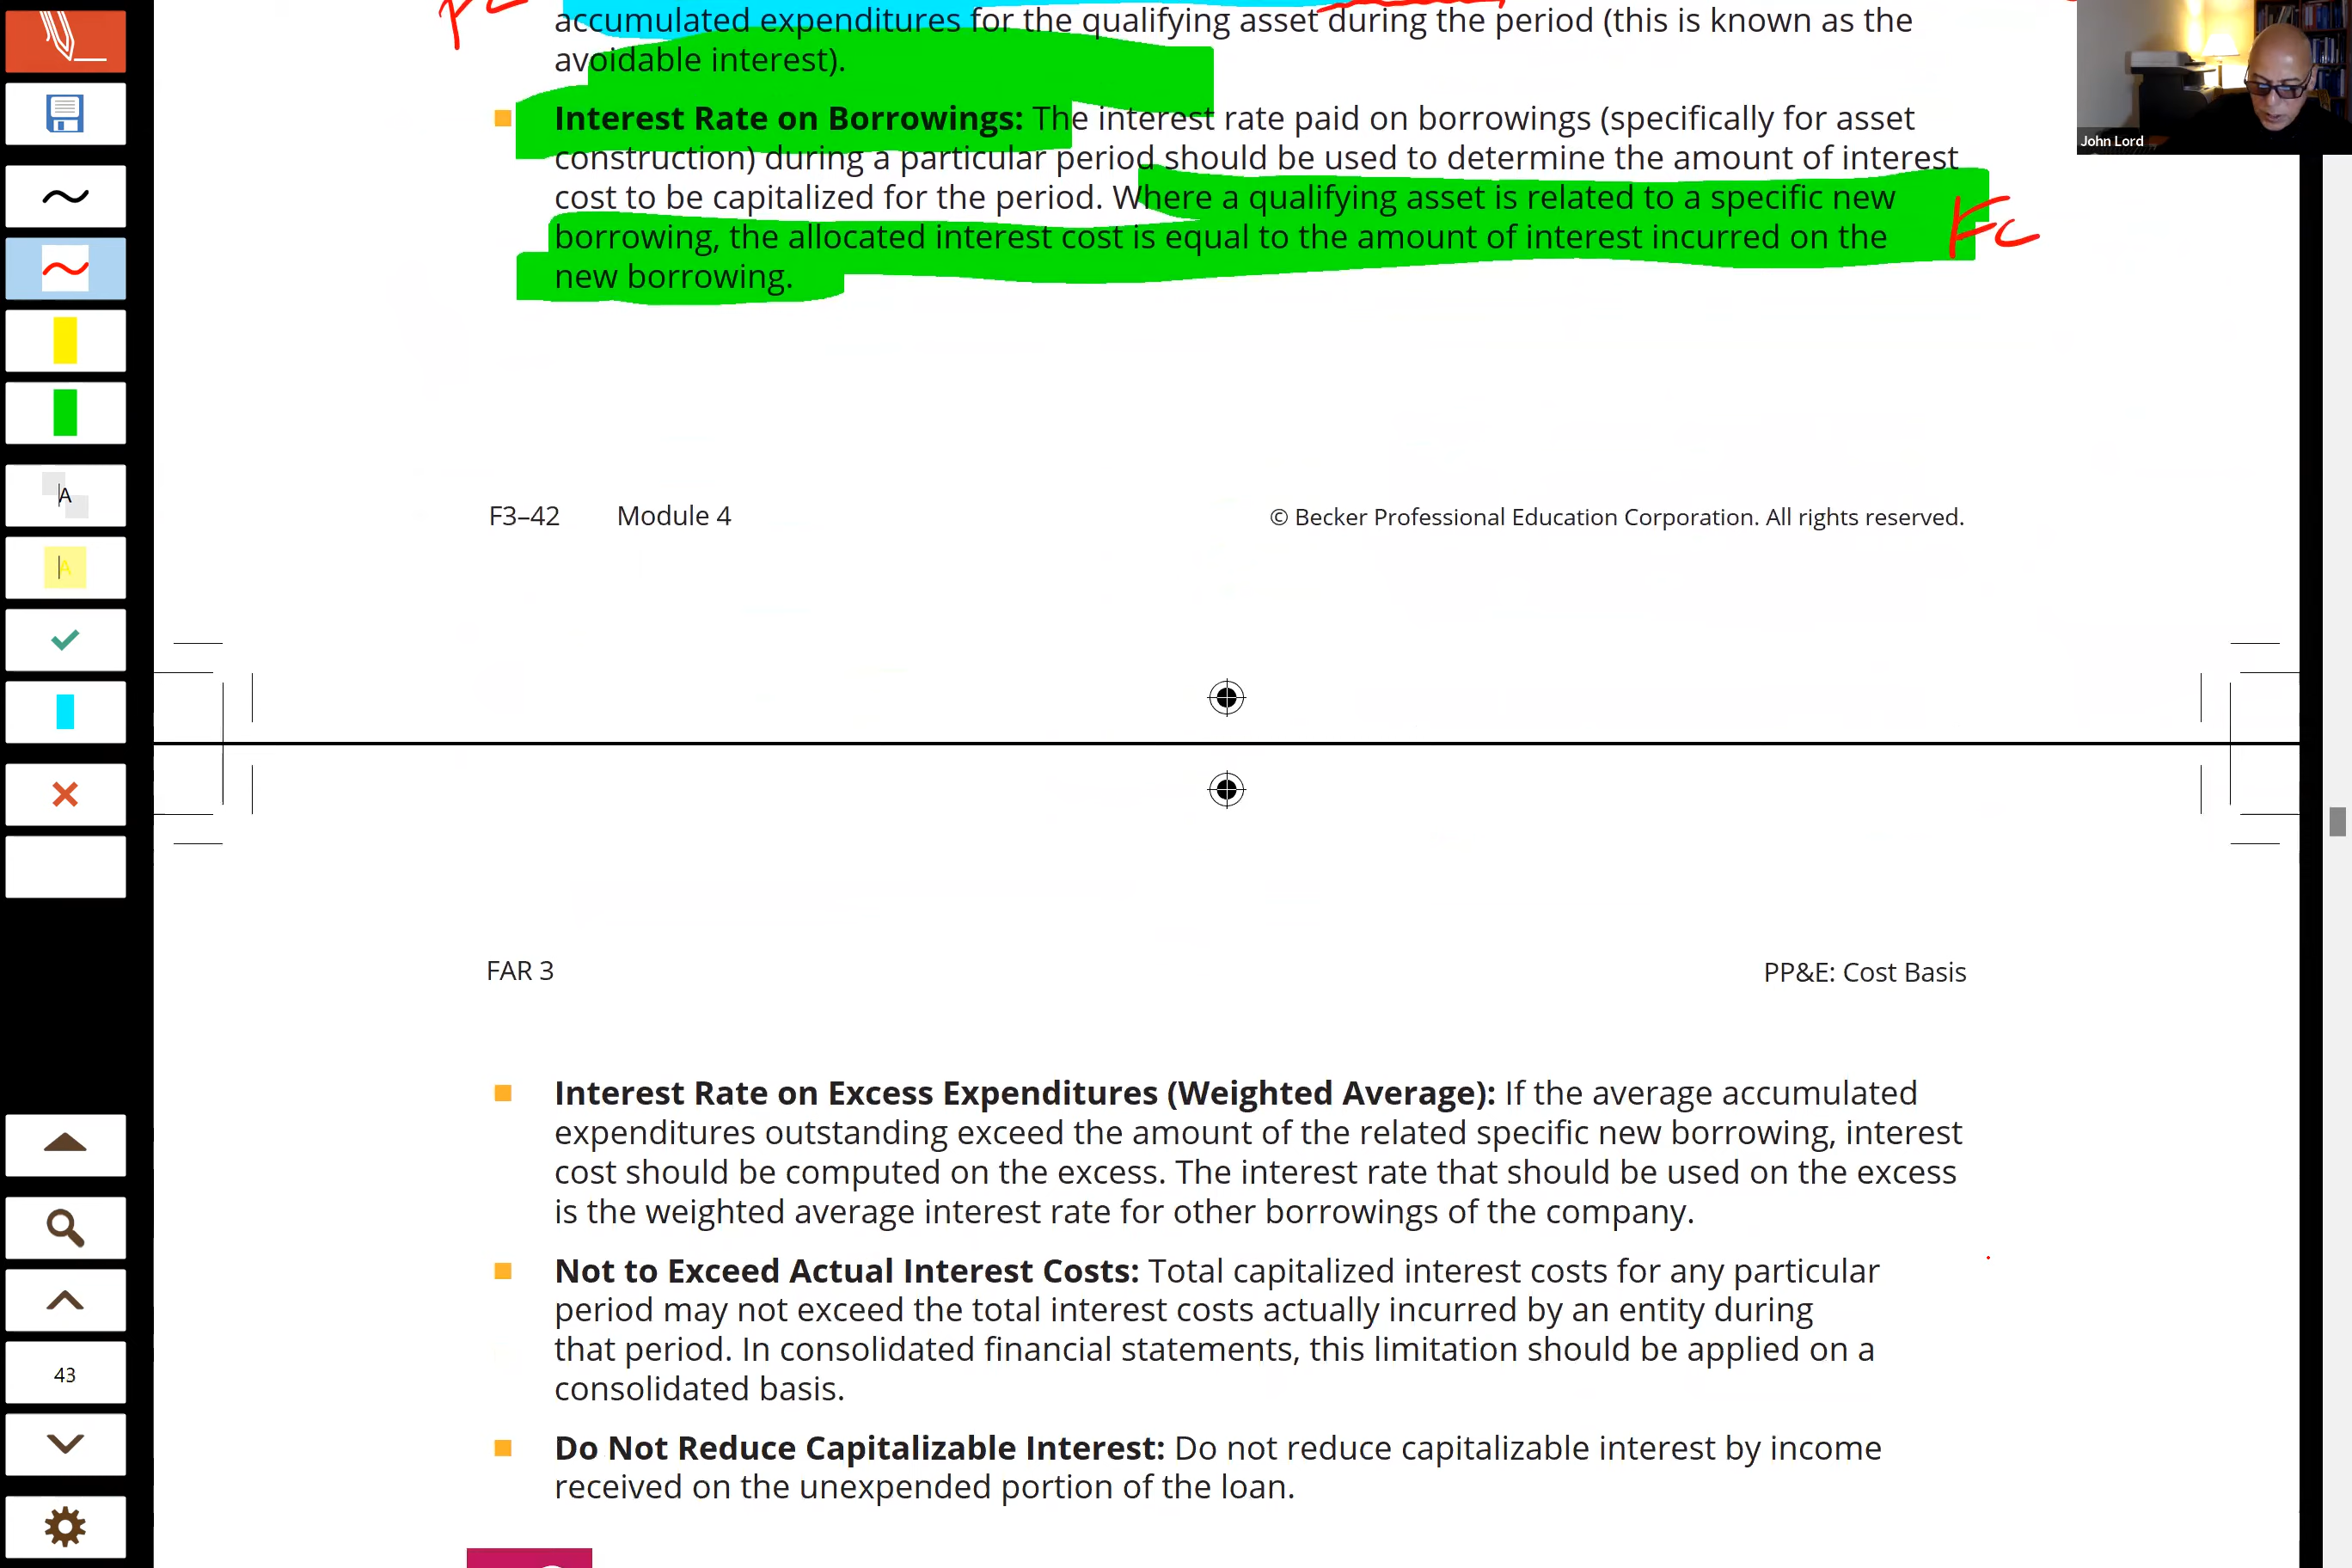 accumulated expenditures for the qualifying asset during the period (this is known as the
avoidable interest).
John Lord
Interest Rate on Borrowings: The interest rate paid on borrowings (specifically for asset
construction) during a particular period should be used to determine the amount of interest
cost to be capitalized for the period. Where a qualifying asset is related to a specific new
borrowing, the allocated interest cost is equal to the amount of interest incurred on the
new borrowing.
F3–42 Module 4 © Becker Professional Education Corporation. All rights reserved.
A
A
FAR 3 PP&E: Cost Basis
Interest Rate on Excess Expenditures (Weighted Average): If the average accumulated
expenditures outstanding exceed the amount of the related specific new borrowing, interest
cost should be computed on the excess. The interest rate that should be used on the excess
is the weighted average interest rate for other borrowings of the company.
Not to Exceed Actual Interest Costs: Total capitalized interest costs for any particular
period may not exceed the total interest costs actually incurred by an entity during
that period. In consolidated financial statements, this limitation should be applied on a
consolidated basis.
43
Do Not Reduce Capitalizable Interest: Do not reduce capitalizable interest by income
received on the unexpended portion of the loan.